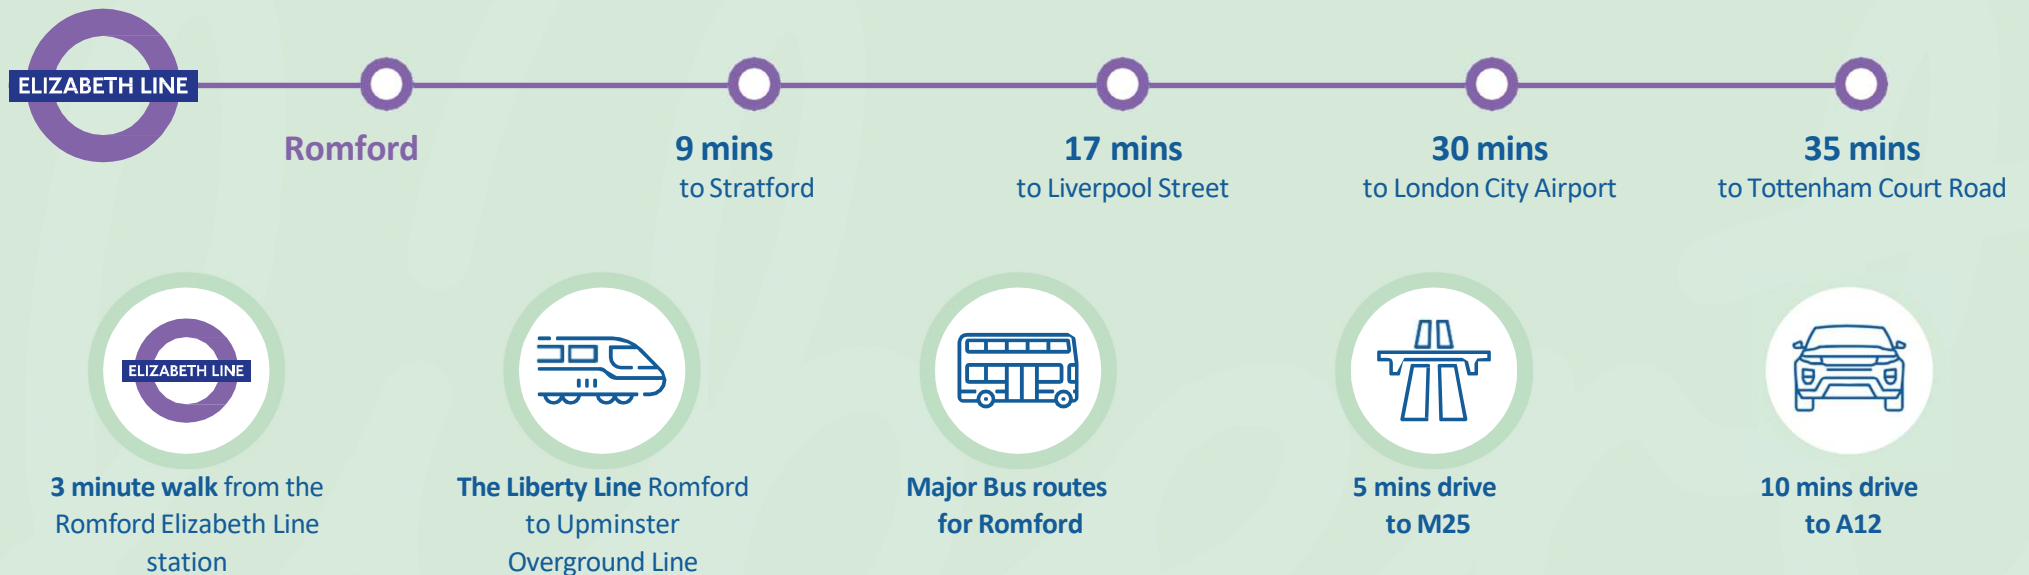 ELIZABETH LINE
Romford
9 mins
to Stratford
17 mins
to Liverpool Street
30 mins
to London City Airport
35 mins
to Tottenham Court Road
ELIZABETH LINE
3 minute walk from the
Romford Elizabeth Line
station
The Liberty Line Romford
to Upminster
Overground Line
Major Bus routes
for Romford
5 mins drive
to M25
10 mins drive
to A12